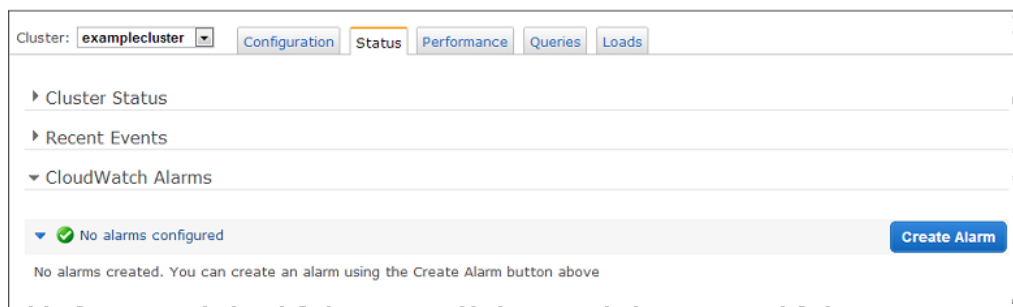 Cluster: examplecluster Configuration Status Performance Queries Loads
Cluster Status
Recent Events
CloudWatch Alarms
No alarms configured Create Alarm
No alarms created. You can create an alarm using the Create Alarm button above